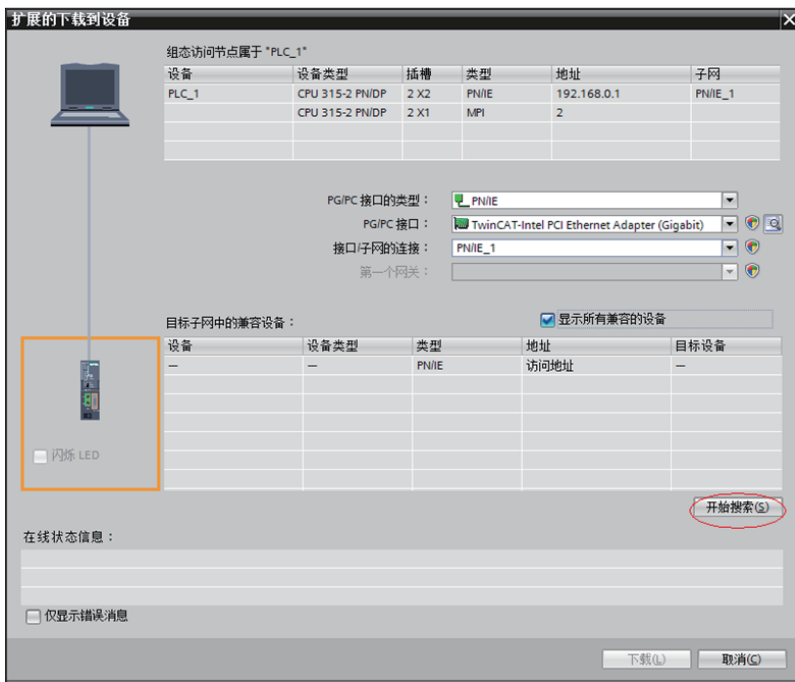 扩展的下载到设备
组态访问节点属于 "PLC_1"
设备 设备类型 插槽 类型 地址 子网
PLC_1 CPU 315-2 PN/DP 2 X2 PN/IE 192.168.0.1 PN/IE_1
CPU 315-2 PN/DP 2 X1 MPI 2
PG/PC 接口的类型： PN/IE
PG/PC 接口： TwinCAT-Intel PCI Ethernet Adapter (Gigabit)
接口/子网的连接： PN/IE_1
第一个网关：
目标子网中的兼容设备： 显示所有兼容的设备
设备 设备类型 类型 地址 目标设备
— — PN/IE 访问地址 —
闪烁 LED
开始搜索(S)
在线状态信息：
仅显示错误消息
下载(L) 取消(C)